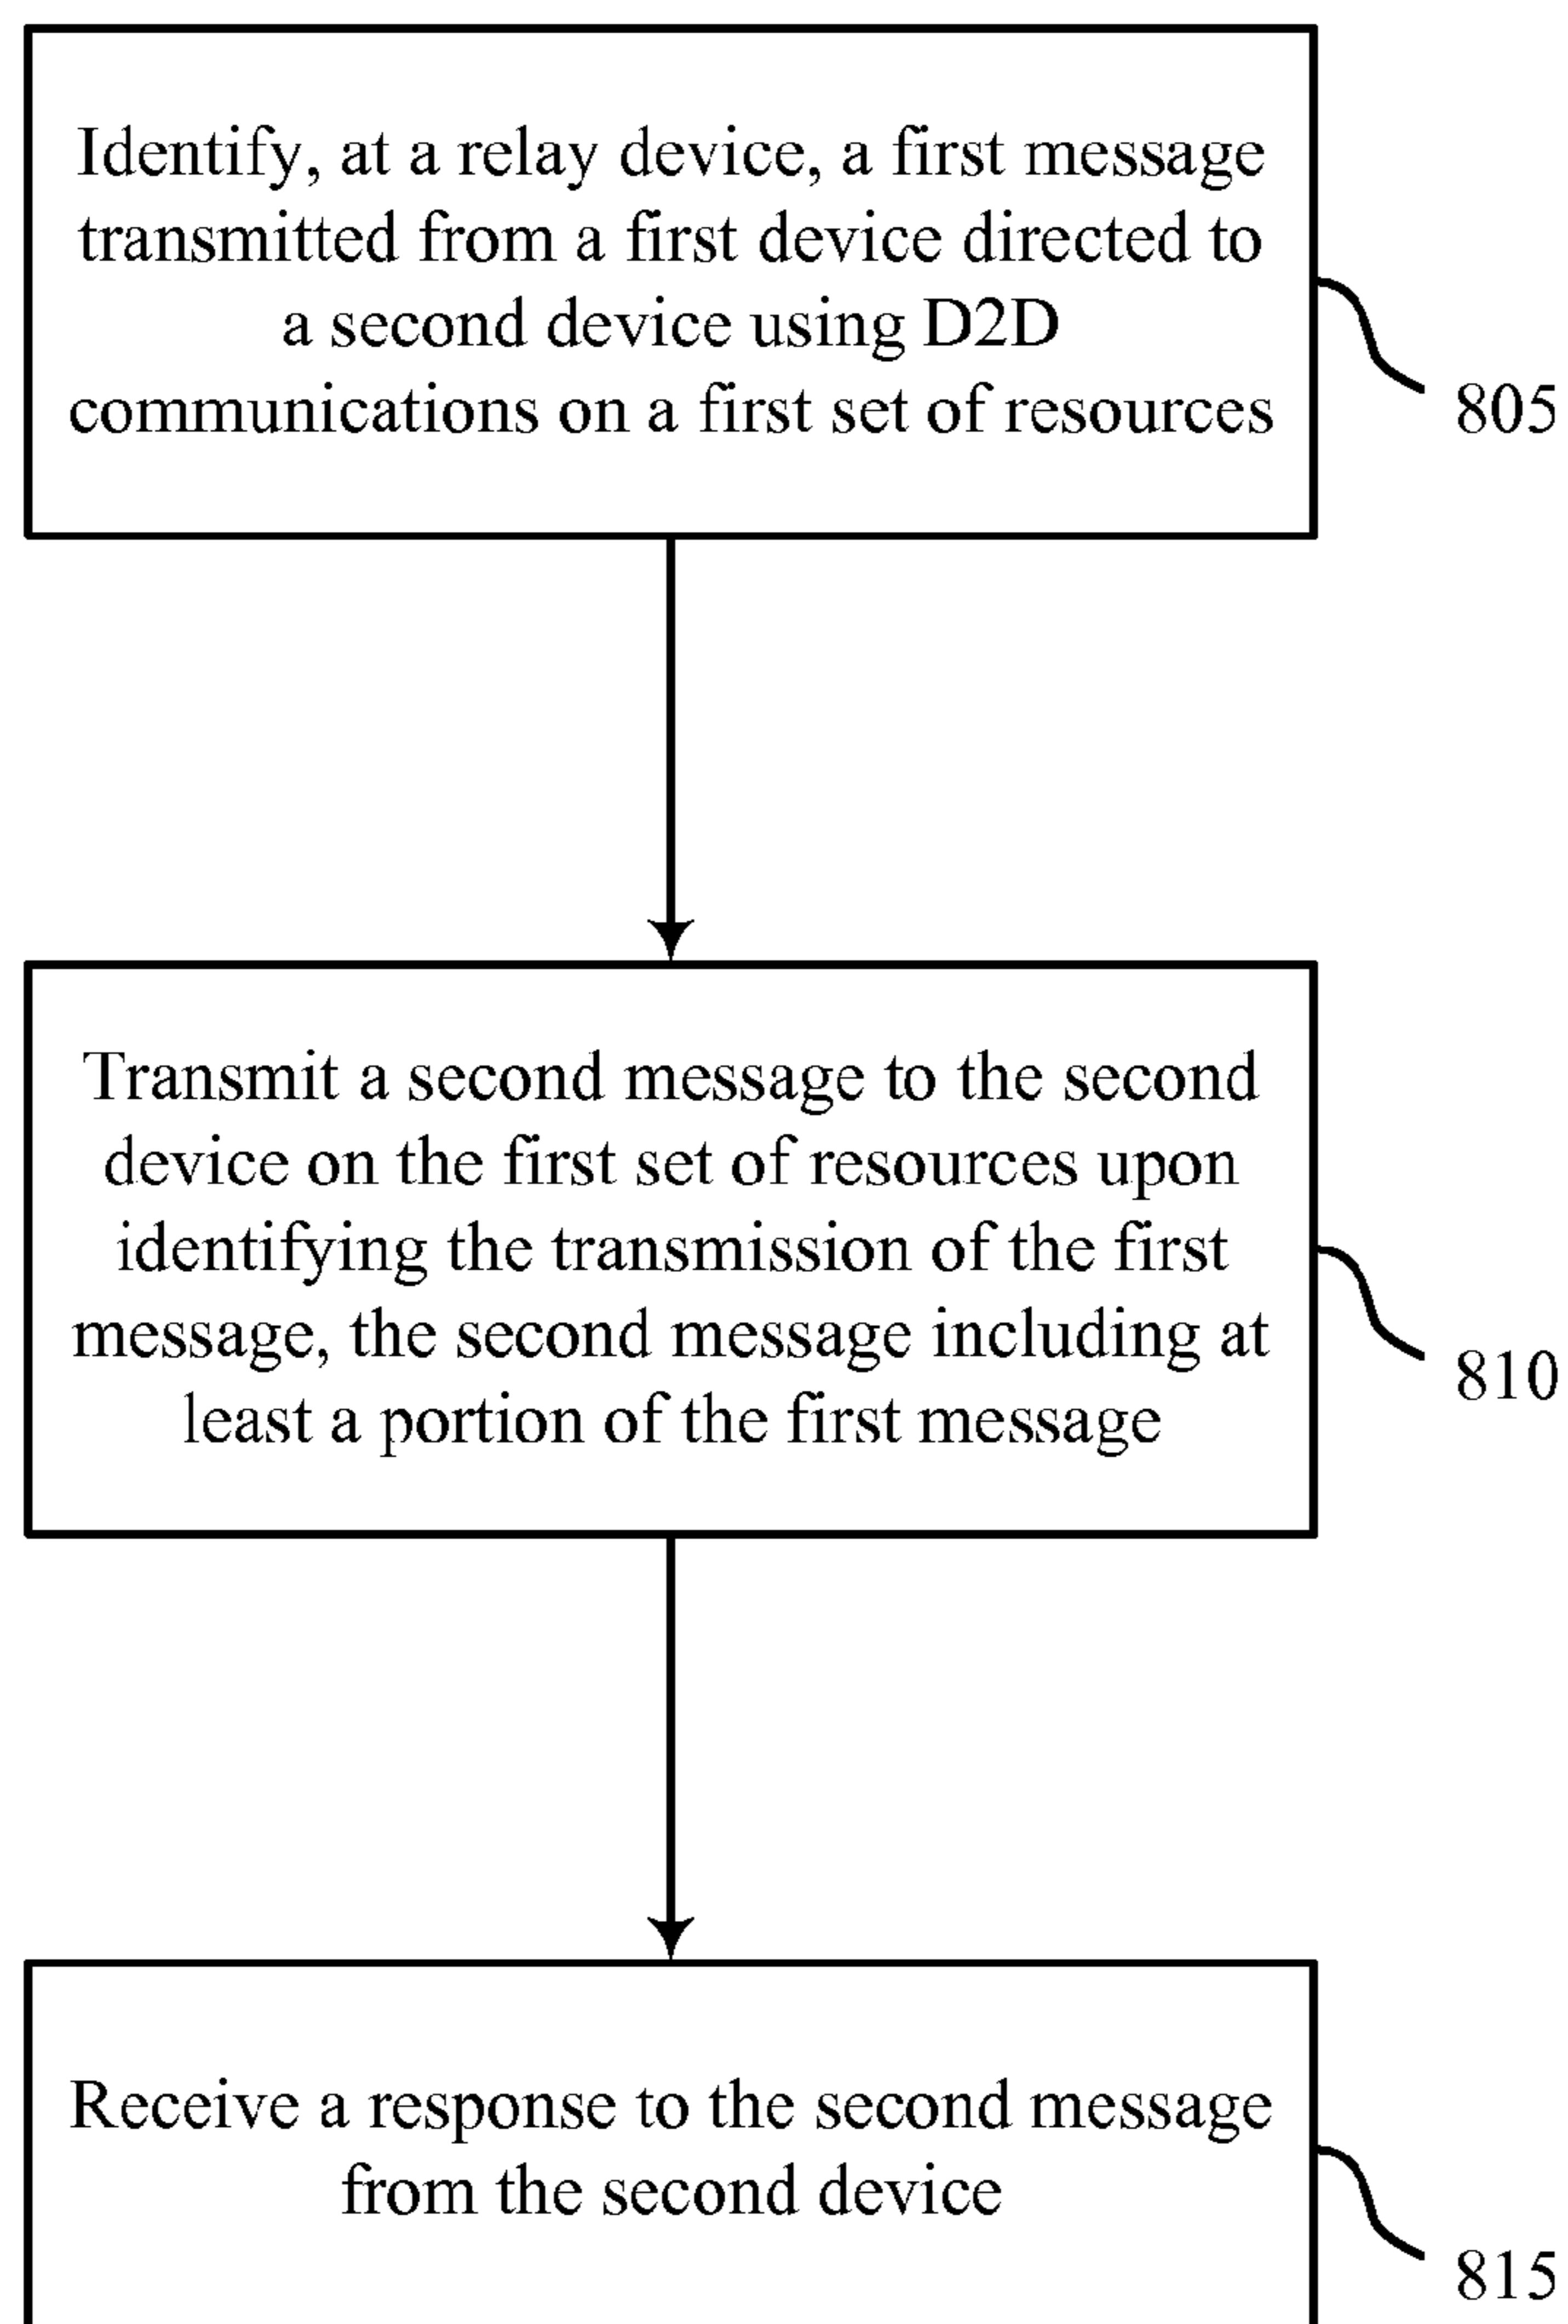 Identify, at a relay device, a first message
transmitted from a first device directed to
a second device using D2D
communications on a first set of resources
805
Transmit a second message to the second
device on the first set of resources upon
identifying the transmission of the first
message, the second message including at
least a portion of the first message
810
Receive a response to the second message
from the second device
815